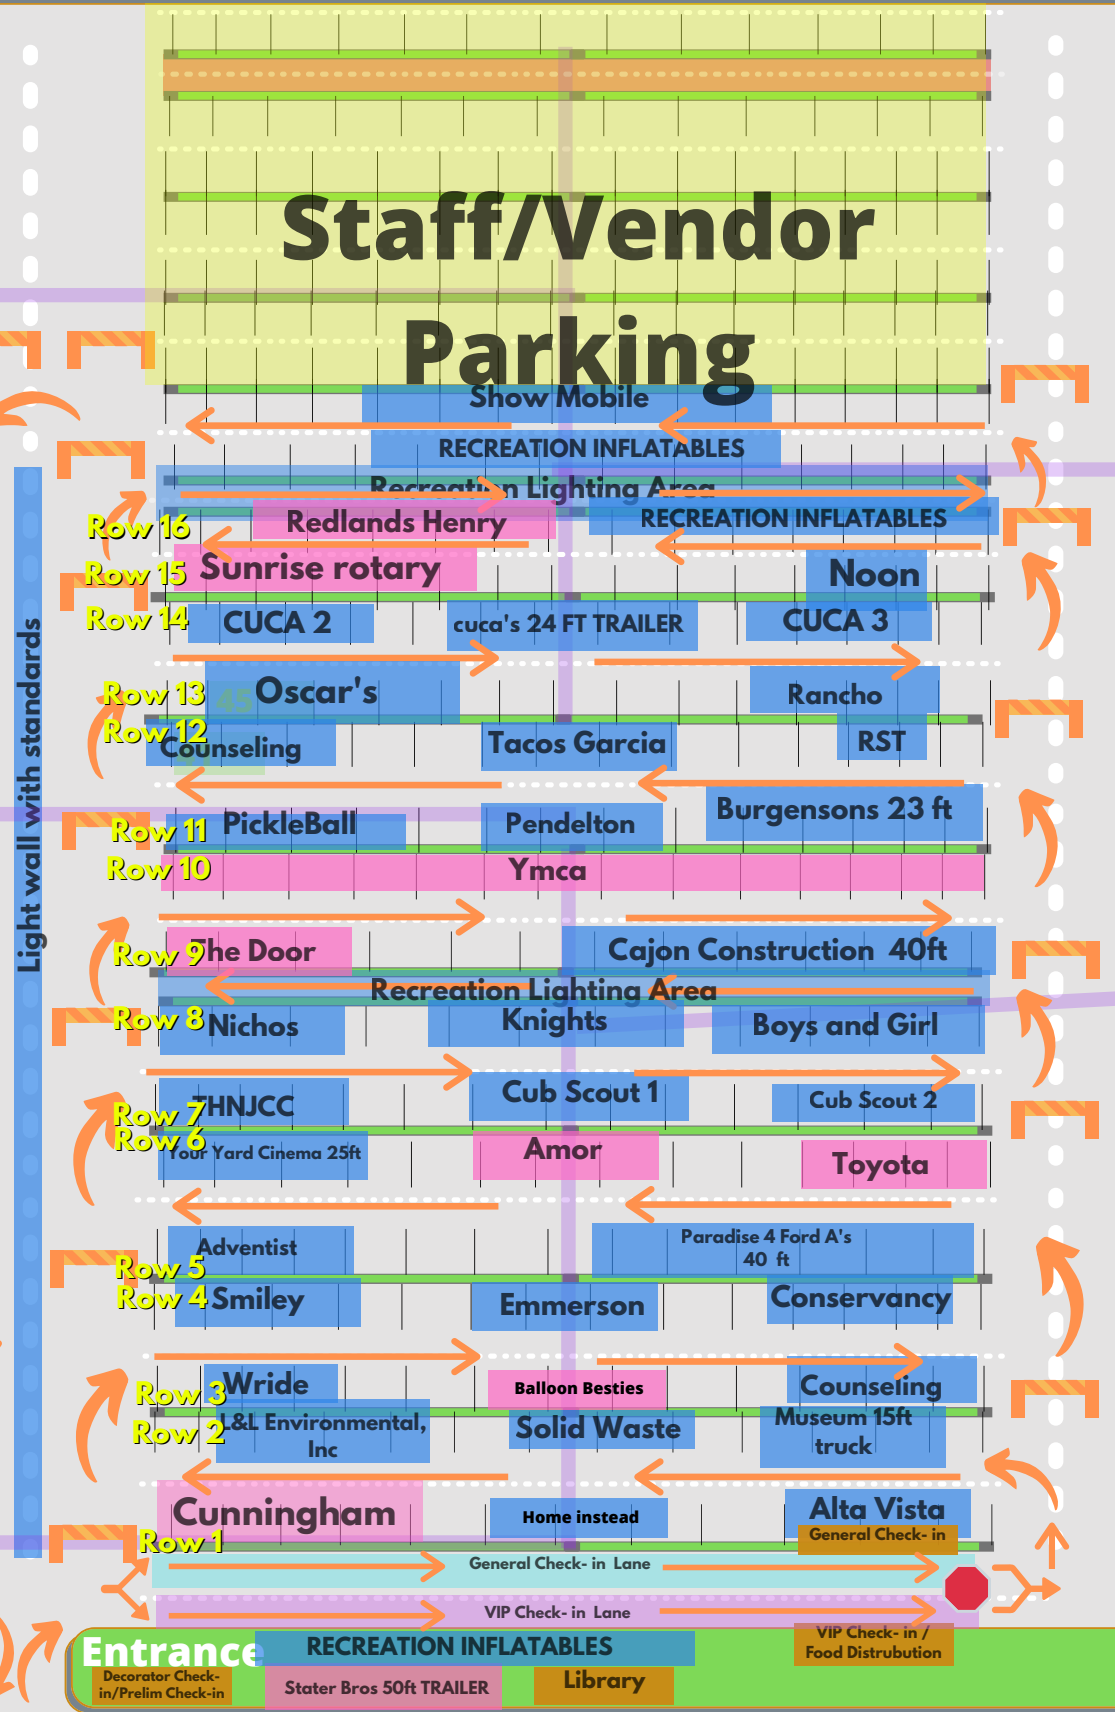 Staff/Vendor
Parking
Show Mobile
RECREATION INFLATABLES
Recreation Lighting Area
Row 16
Redlands Henry
RECREATION INFLATABLES
Row 15
Sunrise rotary
Noon
Row 14
CUCA 2
cuca's 24 FT TRAILER
CUCA 3
Row 13
45
Oscar's
Rancho
Row 12
Counseling
Tacos Garcia
RST
Light wall with standards
Row 11
PickleBall
Pendelton
Burgensons 23 ft
Row 10
Ymca
Row 9
The Door
Cajon Construction 40ft
Recreation Lighting Area
Row 8
Nichos
Knights
Boys and Girl
Row 7
THNJCC
Cub Scout 1
Cub Scout 2
Row 6
Your Yard Cinema 25ft
Amor
Toyota
Row 5
Adventist
Paradise 4 Ford A's
40 ft
Row 4
Smiley
Emmerson
Conservancy
Row 3
Wride
Balloon Besties
Counseling
Row 2
L&L Environmental,
Inc
Solid Waste
Museum 15ft
truck
Row 1
Cunningham
Home instead
Alta Vista
General Check- in
General Check- in Lane
VIP Check- in Lane
VIP Check- in /
Food Distrubution
Entrance
RECREATION INFLATABLES
Decorator Check-
in/Prelim Check-in
Stater Bros 50ft TRAILER
Library